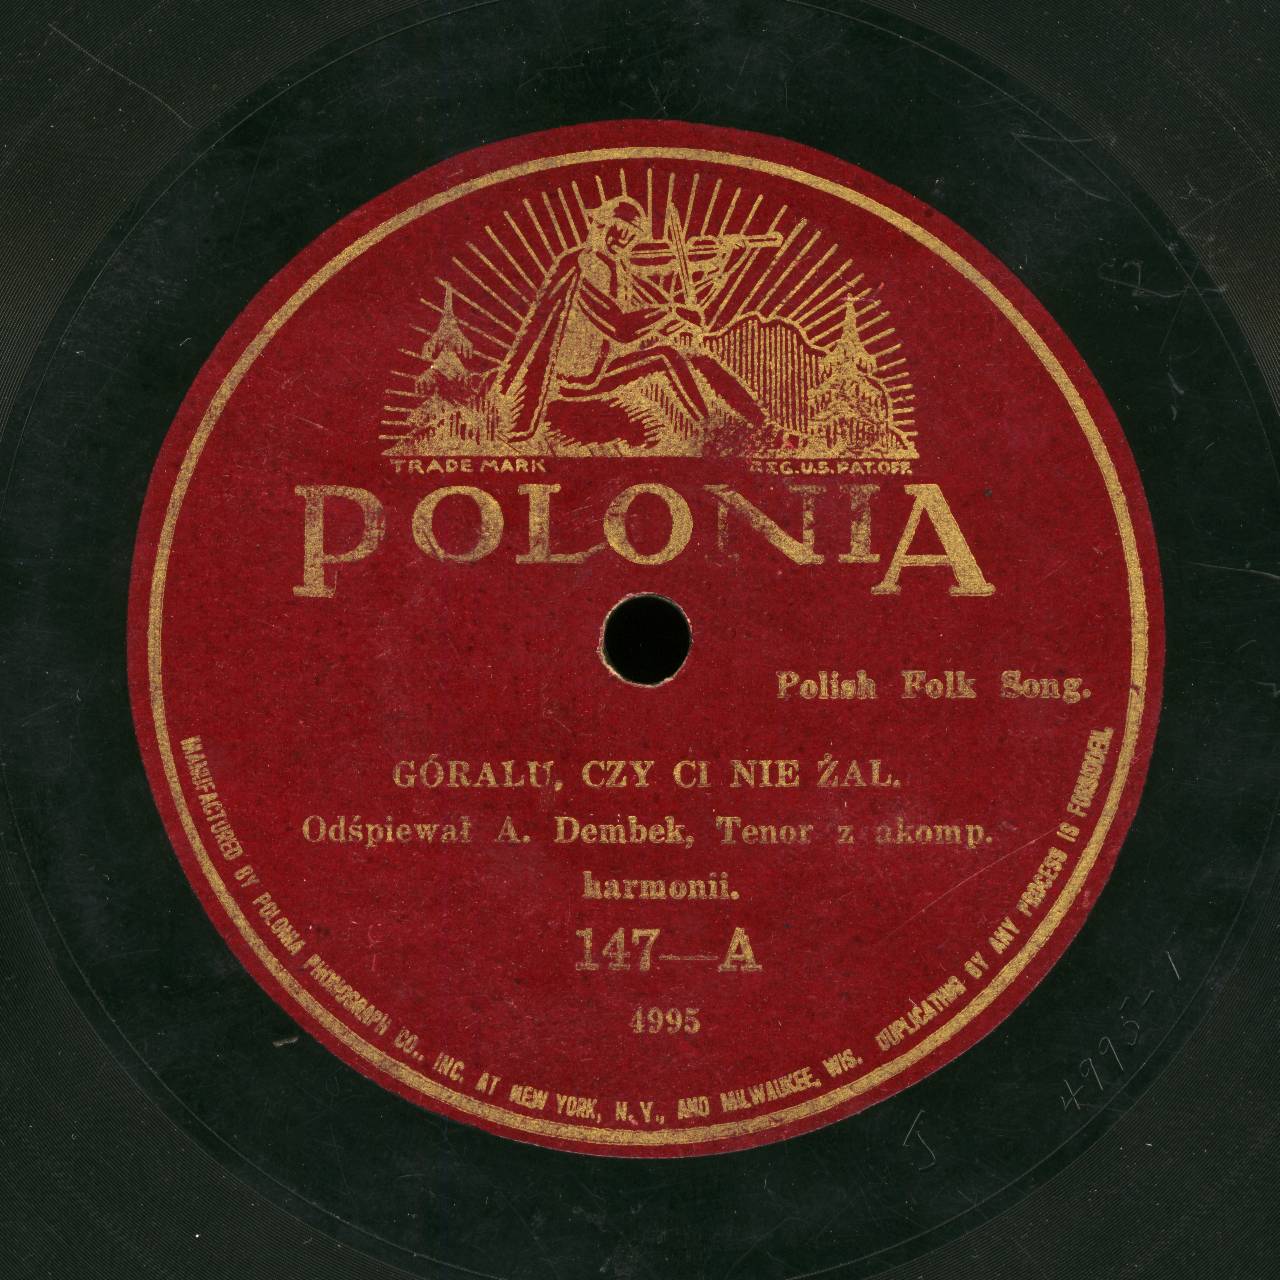 TRADE MARK REG. U.S. PAT. OFF.
POLONIA
Polish Folk Song.
GÓRALU, CZY CI NIE ŻAL.
Odśpiewał A. Dembek, Tenor z akomp.
harmonii.
147—A
4995
MANUFACTURED BY POLONIA PHONOGRAPH CO., INC. AT NEW YORK, N. Y., AND MILWAUKEE, WIS. DUPLICATING BY ANY PROCESS IS FORBIDDEN.
4995-1
J